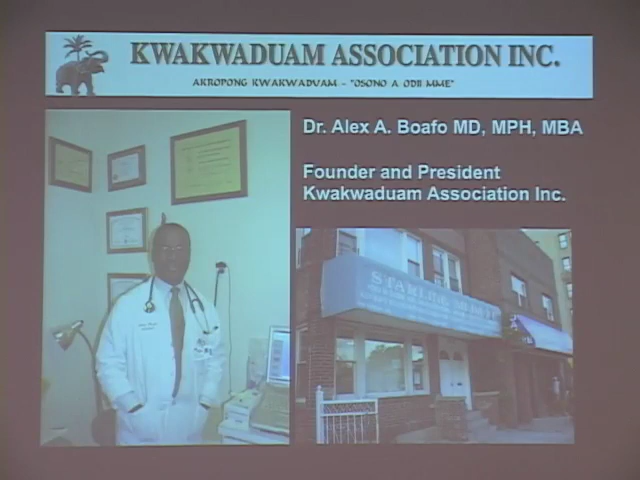 KWAKWADUAM ASSOCIATION INC.
AKROPONG KWAKWADUAM - "OSONO A ODII MME"
Dr. Alex A. Boafo MD, MPH, MBA
Founder and President
Kwakwaduam Association Inc.